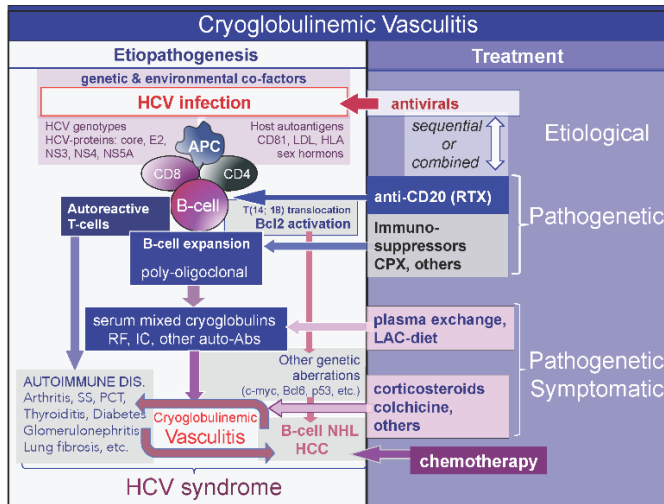 Cryoglobulinemic Vasculitis
Etiopathogenesis
Treatment
genetic & environmental co-factors
HCV infection
antivirals
HCV genotypes
HCV-proteins: core, E2,
NS3, NS4, NS5A
Host autoantigens
CD81, LDL, HLA
sex hormons
APC
CD8
CD4
B-cell
sequential
or
combined
Etiological
Autoreactive
T-cells
T(14; 18) translocation
Bcl2 activation
anti-CD20 (RTX)
Pathogenetic
B-cell expansion
poly-oligoclonal
Immuno-
suppressors
CPX, others
serum mixed cryoglobulins
RF, IC, other auto-Abs
plasma exchange,
LAC-diet
Pathogenetic
Symptomatic
Other genetic
aberrations
(c-myc, Bcl6, p53, etc.)
AUTOIMMUNE DIS.
Arthritis, SS, PCT,
Thyroiditis, Diabetes
Glomerulonephritis
Lung fibrosis, etc.
Cryoglobulinemic
Vasculitis
corticosteroids
colchicine,
others
B-cell NHL
HCC
chemotherapy
HCV syndrome